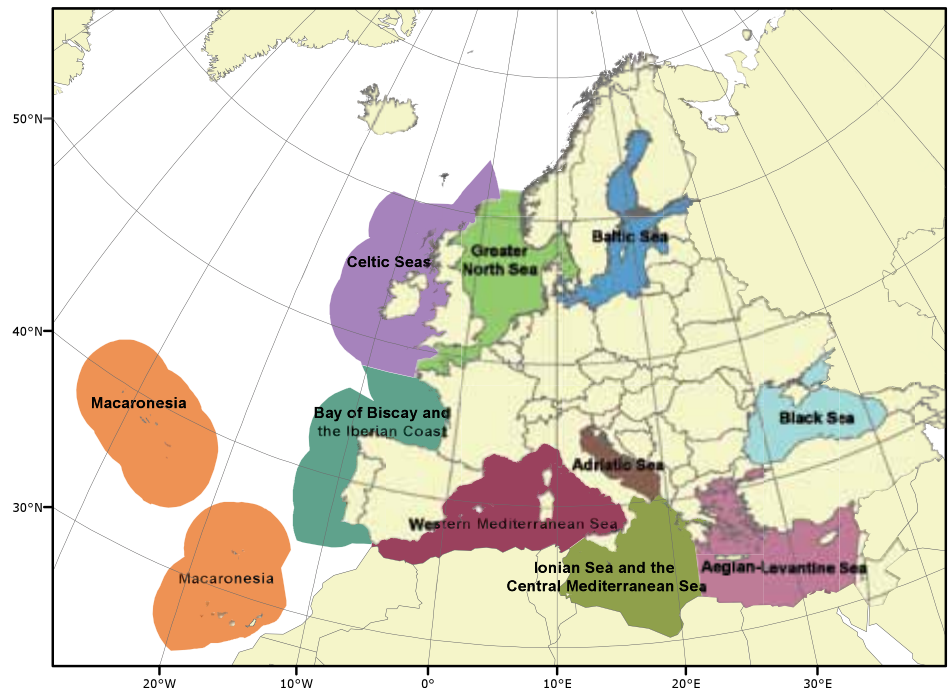 50°N
Baltic Sea
Celtic Seas
Greater
North Sea
40°N
Macaronesia
Bay of Biscay and
the Iberian Coast
Black Sea
Adriatic Sea
30°N
Western Mediterranean Sea
Ionian Sea and the
Central Mediterranean Sea
Aegian-Levantine Sea
Macaronesia
20°W
10°W
0°
10°E
20°E
30°E